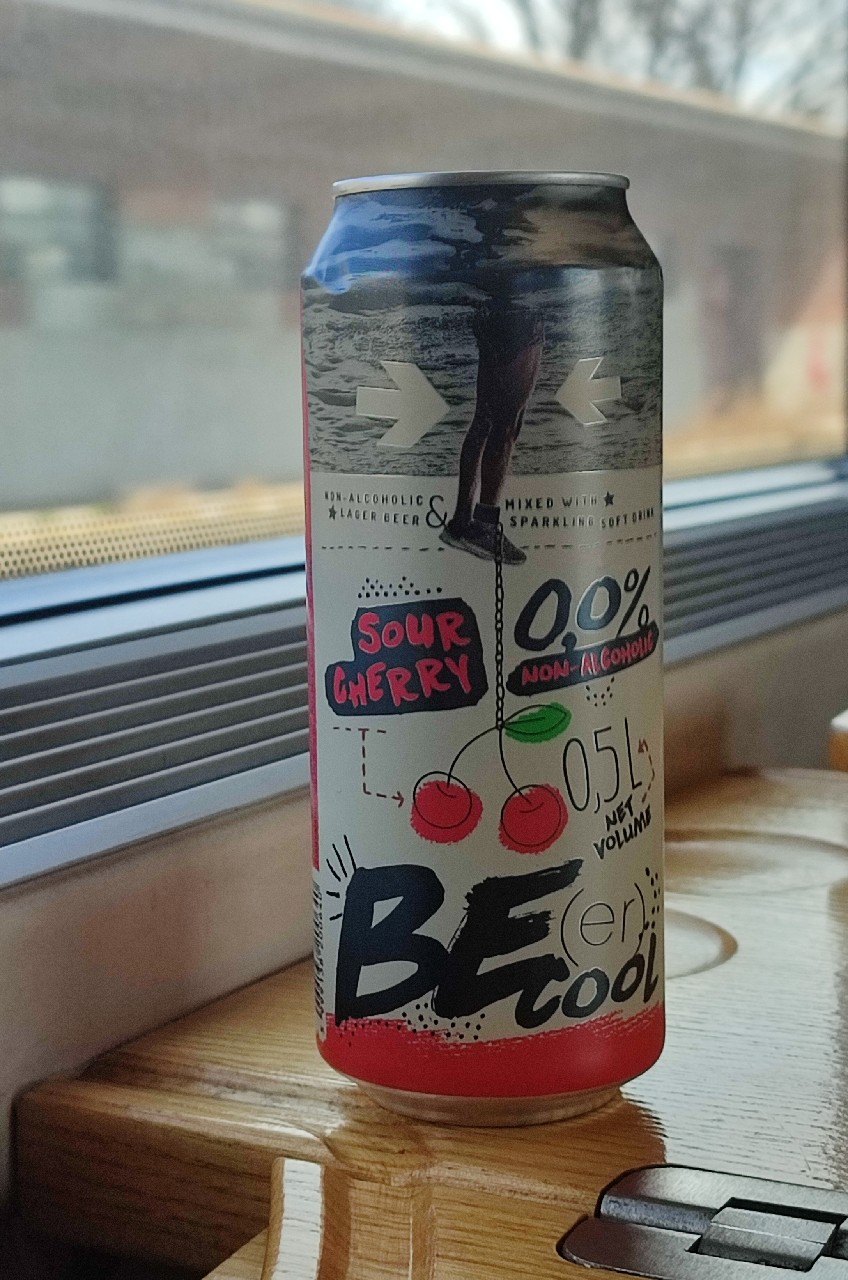 NON-ALCOHOLIC
LAGER BEER
&
MIXED WITH
SPARKLING SOFT DRINK
SOUR
CHERRY
0,0%
NON-ALCOHOLIC
0,5L
NET
VOLUME
BE(er)
COOL